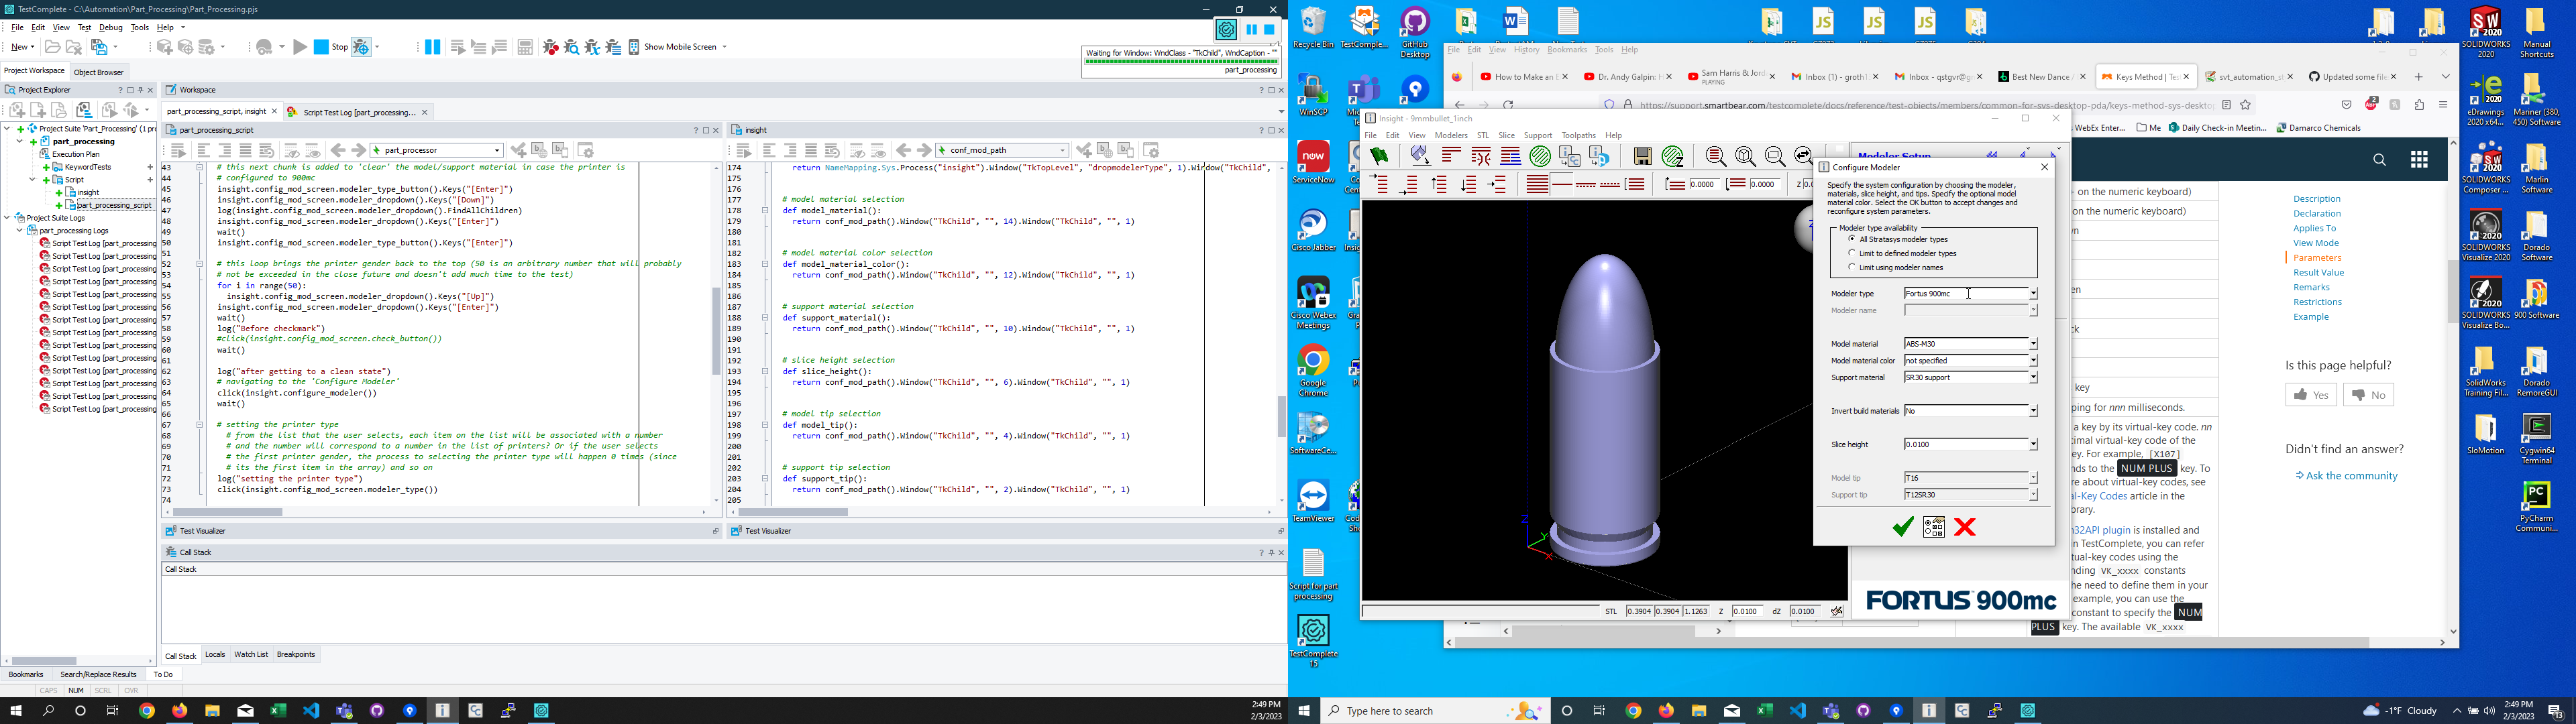 TestComplete - C:\Automation\Part_Processing\Part_Processing.pjs
File Edit View Test Debug Tools Help
New
Stop
Show Mobile Screen
Waiting for Window: WndClass - "TkChild", WndCaption - ""
part_processing
Project Workspace Object Browser
Project Explorer
Project Suite 'Part_Processing' (1 pro
part_processing
Execution Plan
KeywordTests
Script
insight
part_processing_script
Project Suite Logs
part_processing Logs
Script Test Log [part_processing
Script Test Log [part_processing
Script Test Log [part_processing
Script Test Log [part_processing
Script Test Log [part_processing
Script Test Log [part_processing
Script Test Log [part_processing
Script Test Log [part_processing
Script Test Log [part_processing
Script Test Log [part_processing
Script Test Log [part_processing
Script Test Log [part_processing
Script Test Log [part_processing
Script Test Log [part_processing
Workspace
part_processing_script, insight
Script Test Log [part_processing...
part_processing_script
part_processor
43 # this next chunk is added to 'clear' the model/support material in case the printer is
44 # configured to 900mc
45 insight.config_mod_screen.modeler_type_button().Keys("[Enter]")
46 insight.config_mod_screen.modeler_dropdown().Keys("[Down]")
47 log(insight.config_mod_screen.modeler_dropdown().FindAllChildren)
48 insight.config_mod_screen.modeler_dropdown().Keys("[Enter]")
49 wait()
50 insight.config_mod_screen.modeler_type_button().Keys("[Enter]")
51
52 # this loop brings the printer gender back to the top (50 is an arbitrary number that will probably
53 # not be exceeded in the close future and doesn't add much time to the test)
54 for i in range(50):
55 insight.config_mod_screen.modeler_dropdown().Keys("[Up]")
56 insight.config_mod_screen.modeler_dropdown().Keys("[Enter]")
57 wait()
58 log("Before checkmark")
59 #click(insight.config_mod_screen.check_button())
60 wait()
61
62 log("after getting to a clean state")
63 # navigating to the 'Configure Modeler'
64 click(insight.configure_modeler())
65 wait()
66
67 # setting the printer type
68 # from the list that the user selects, each item on the list will be associated with a number
69 # and the number will correspond to a number in the list of printers? Or if the user selects
70 # the first printer gender, the process to selecting the printer type will happen 0 times (since
71 # its the first item in the array) and so on
72 log("setting the printer type")
73 click(insight.config_mod_screen.modeler_type())
74
insight
conf_mod_path
174
175 return NameMapping.Sys.Process("insight").Window("TkTopLevel", "dropmodelerType", 1).Window("TkChild",
176
177 # model material selection
178 def model_material():
179 return conf_mod_path().Window("TkChild", "", 14).Window("TkChild", "", 1)
180
181
182 # model material color selection
183 def model_material_color():
184 return conf_mod_path().Window("TkChild", "", 12).Window("TkChild", "", 1)
185
186
187 # support material selection
188 def support_material():
189 return conf_mod_path().Window("TkChild", "", 10).Window("TkChild", "", 1)
190
191
192 # slice height selection
193 def slice_height():
194 return conf_mod_path().Window("TkChild", "", 6).Window("TkChild", "", 1)
195
196
197 # model tip selection
198 def model_tip():
199 return conf_mod_path().Window("TkChild", "", 4).Window("TkChild", "", 1)
200
201
202 # support tip selection
203 def support_tip():
204 return conf_mod_path().Window("TkChild", "", 2).Window("TkChild", "", 1)
205
Test Visualizer
Test Visualizer
Call Stack
Call Stack
Call Stack Locals Watch List Breakpoints
Bookmarks Search/Replace Results To Do
CAPS NUM SCRL OVR
2:49 PM
2/3/2023
Recycle Bin
TestComple...
GitHub Desktop
WinSCP
ServiceNow
Cisco Jabber
Cisco Webex Meetings
Google Chrome
SoftwareCe...
TeamViewer
Script for part processing
TestComplete 15
File Edit View History Bookmarks Tools Help
How to Make an E
Dr. Andy Galpin: H
Sam Harris & Jord
PLAYING
Inbox (1) - groth1
Inbox - qstgvr@gr
Best New Dance /
Keys Method | Tes
svt_automation_st
Updated some file
https://support.smartbear.com/testcomplete/docs/reference/test-objects/members/common-for-sys-desktop-pda/keys-method-sys-desktop
WebEx Enter... Me Daily Check-in Meetin... Damarco Chemicals
- on the numeric keyboard)
on the numeric keyboard)
key
ping for nnn milliseconds.
a key by its virtual-key code. nn
imal virtual-key code of the
ey. For example, [X107]
nds to the NUM PLUS key. To
re about virtual-key codes, see
al-Key Codes article in the
brary.
n32API plugin is installed and
n TestComplete, you can refer
tual-key codes using the
nding VK_xxxx constants
the need to define them in your
example, you can use the
constant to specify the NUM
PLUS key. The available VK_xxxx
Description
Declaration
Applies To
View Mode
Parameters
Result Value
Remarks
Restrictions
Example
Is this page helpful?
Yes No
Didn't find an answer?
Ask the community
Insight - 9mmbullet_1inch
File Edit View Modelers STL Slice Support Toolpaths Help
0.0000 0.0000
Modeler Setup
Configure Modeler
Specify the system configuration by choosing the modeler,
materials, slice height, and tips. Specify the optional model
material color. Select the OK button to accept changes and
reconfigure system parameters.
Modeler type availability
All Stratasys modeler types
Limit to defined modeler types
Limit using modeler names
Modeler type Fortus 900mc
Modeler name
Model material ABS-M30
Model material color not specified
Support material SR30 support
Invert build materials No
Slice height 0.0100
Model tip T16
Support tip T12SR30
Z Y X
STL 0.3904 0.3904 1.1263 Z 0.0100 dZ 0.0100
FORTUS 900mc
SOLIDWORKS 2020
Manual Shortcuts
eDrawings 2020 x64...
Mariner (380, 450) Software
SOLIDWORKS Composer ...
Marlin Software
SOLIDWORKS Visualize 2020
Dorado Software
SOLIDWORKS Visualize Bo...
900 Software
SolidWorks Training Fil...
Dorado RemoreGUI
SloMotion
Cygwin64 Terminal
PyCharm Communi...
Type here to search
-1°F Cloudy
2:49 PM
2/3/2023